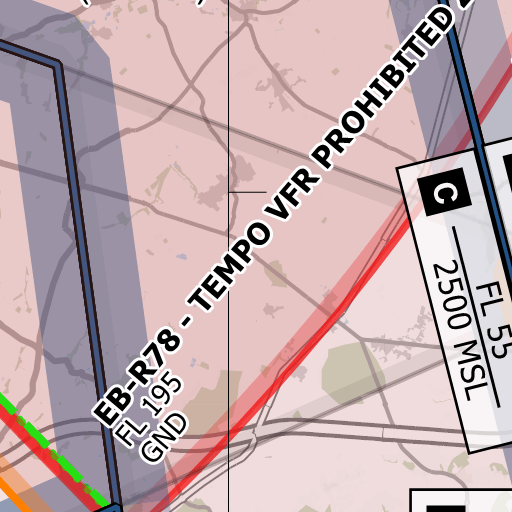 EB-R78 - TEMPO VFR PROHIBITED
FL 195
GND
C
FL 55
2500 MSL